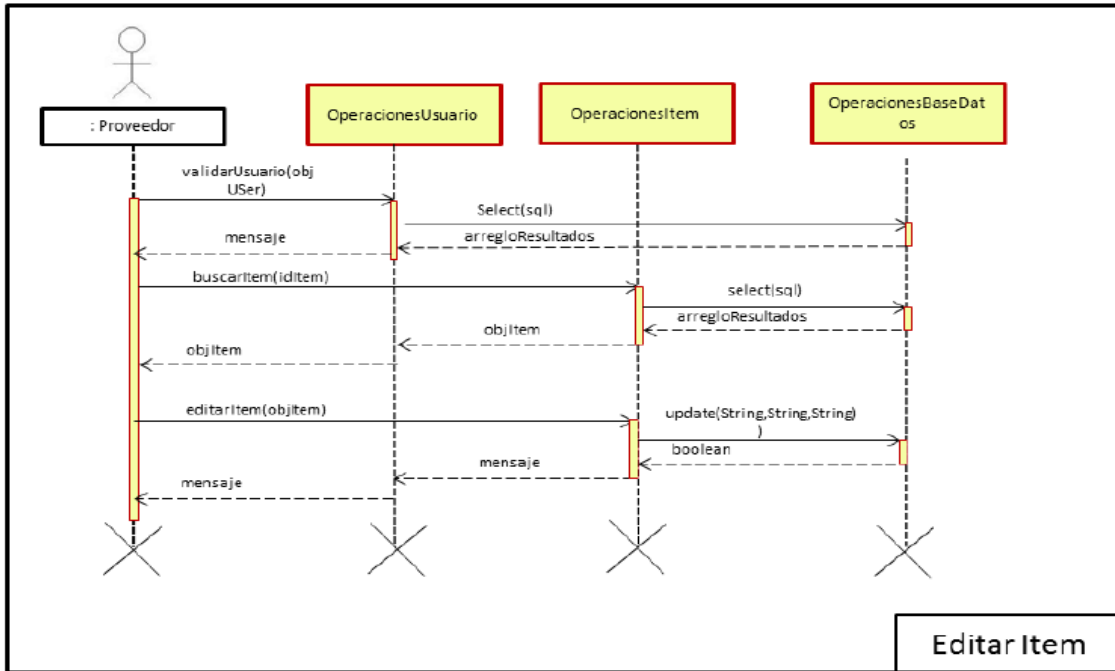 : Proveedor
OperacionesUsuario
OperacionesItem
OperacionesBaseDat
os
validarUsuario(obj
USer)
Select(sql)
arregloResultados
mensaje
buscarItem(idItem)
select(sql)
arregloResultados
objItem
objItem
editarItem(objItem)
update(String,String,String)
)
boolean
mensaje
mensaje
Editar Item